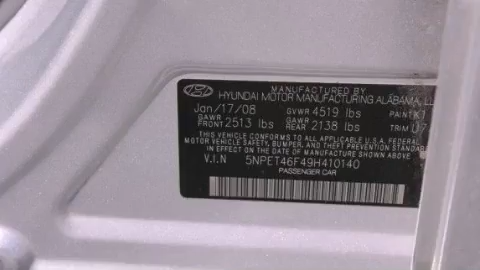 MANUFACTURED BY
HYUNDAI MOTOR MANUFACTURING ALABAMA, LL
Jan/17/08 GVWR 4519 lbs PAINT K1
GAWR FRONT 2513 lbs GAWR REAR 2138 lbs TRIM
THIS VEHICLE CONFORMS TO ALL APPLICABLE U.S.A. FEDERAL
MOTOR VEHICLE SAFETY, BUMPER, AND THEFT PREVENTION
STANDARDS IN EFFECT ON THE DATE OF MANUFACTURE
V.I.N 5NPET46F49H410140
PASSENGER CAR